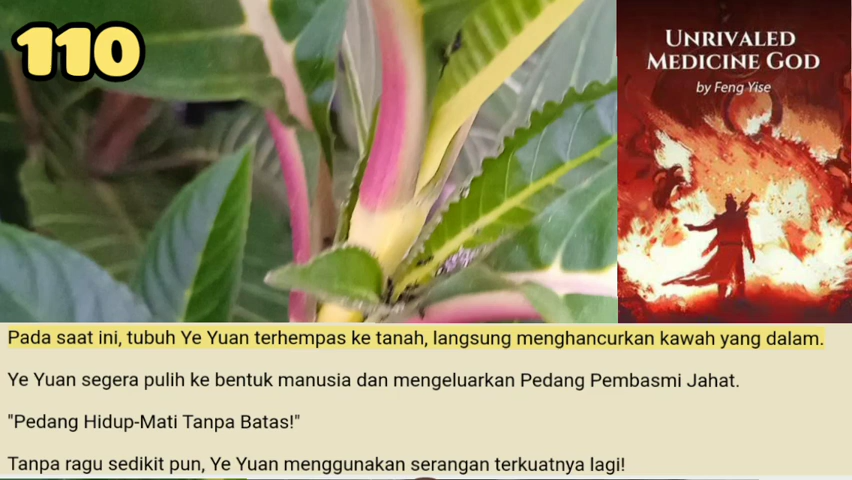 110
UNRIVALED
MEDICINE GOD
by Feng Yise
Pada saat ini, tubuh Ye Yuan terhempas ke tanah, langsung menghancurkan kawah yang dalam.
Ye Yuan segera pulih ke bentuk manusia dan mengeluarkan Pedang Pembasmi Jahat.
"Pedang Hidup-Mati Tanpa Batas!"
Tanpa ragu sedikit pun, Ye Yuan menggunakan serangan terkuatnya lagi!